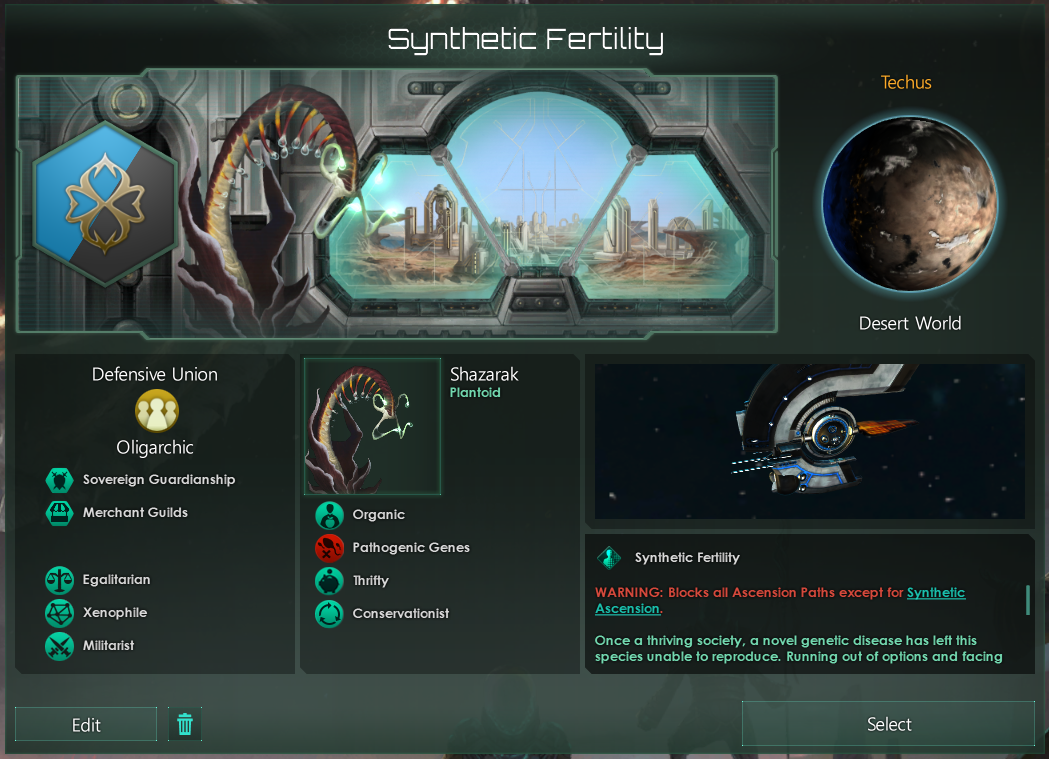 Synthetic Fertility
Techus
Desert World
Defensive Union
Oligarchic
Sovereign Guardianship
Merchant Guilds
Egalitarian
Xenophile
Militarist
Shazarak
Plantoid
Organic
Pathogenic Genes
Thrifty
Conservationist
Synthetic Fertility
WARNING: Blocks all Ascension Paths except for Synthetic
Ascension.
Once a thriving society, a novel genetic disease has left this
species unable to reproduce. Running out of options and facing
Edit
Select